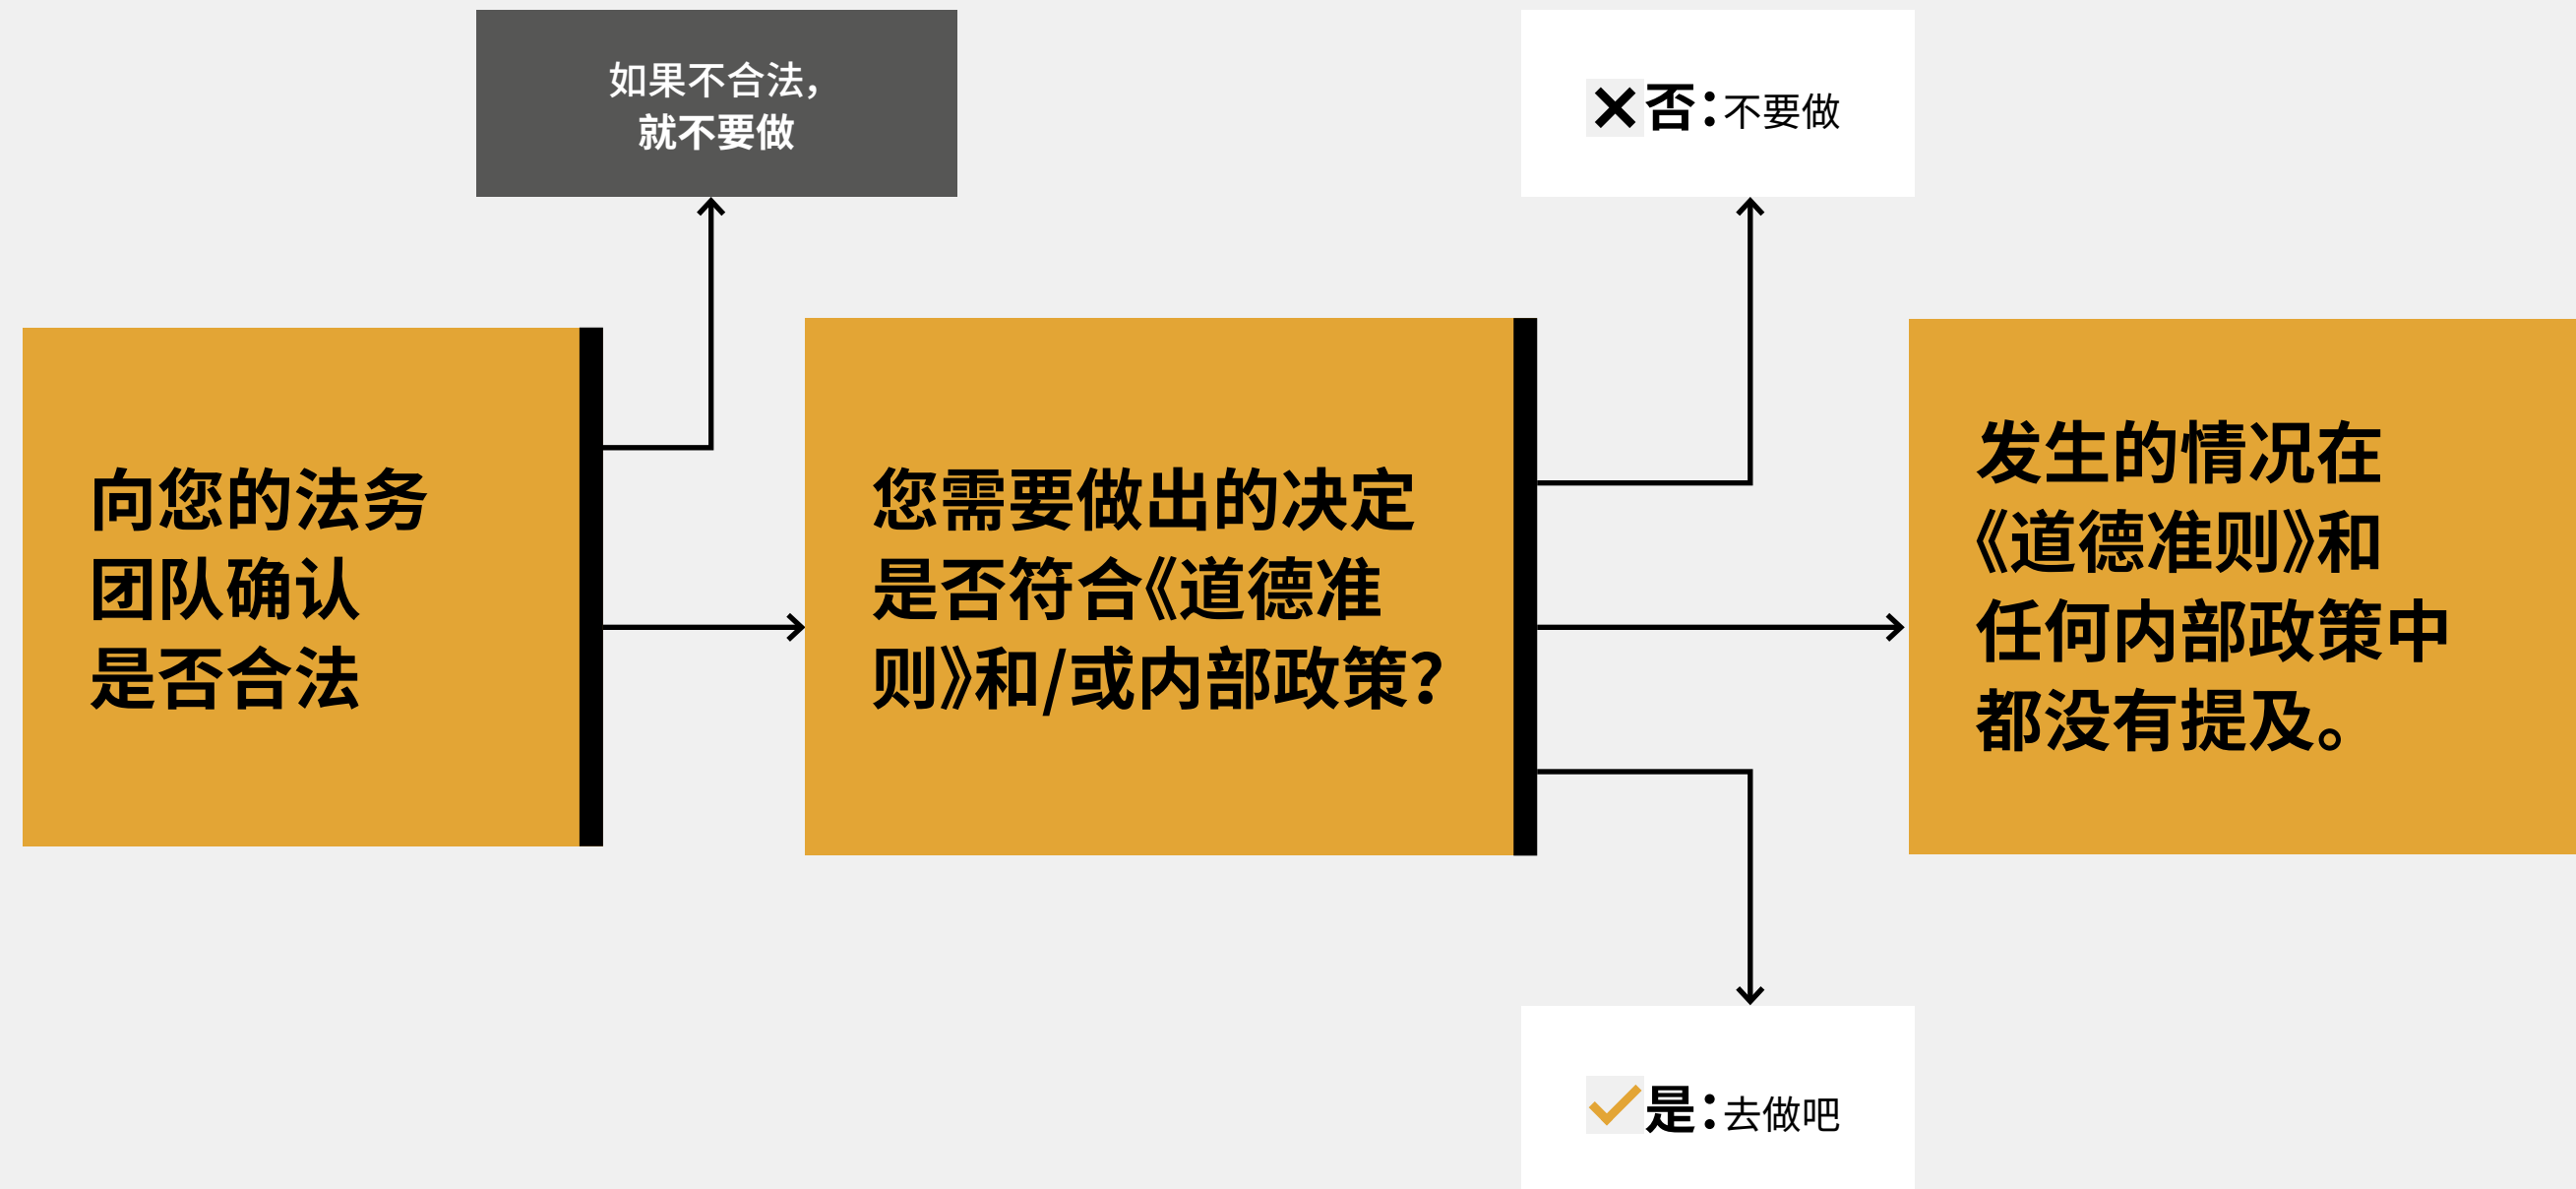 如果不合法，
就不要做
否：不要做
向您的法务
团队确认
是否合法
您需要做出的决定
是否符合《道德准
则》和/或内部政策？
发生的情况在
《道德准则》和
任何内部政策中
都没有提及。
是：去做吧